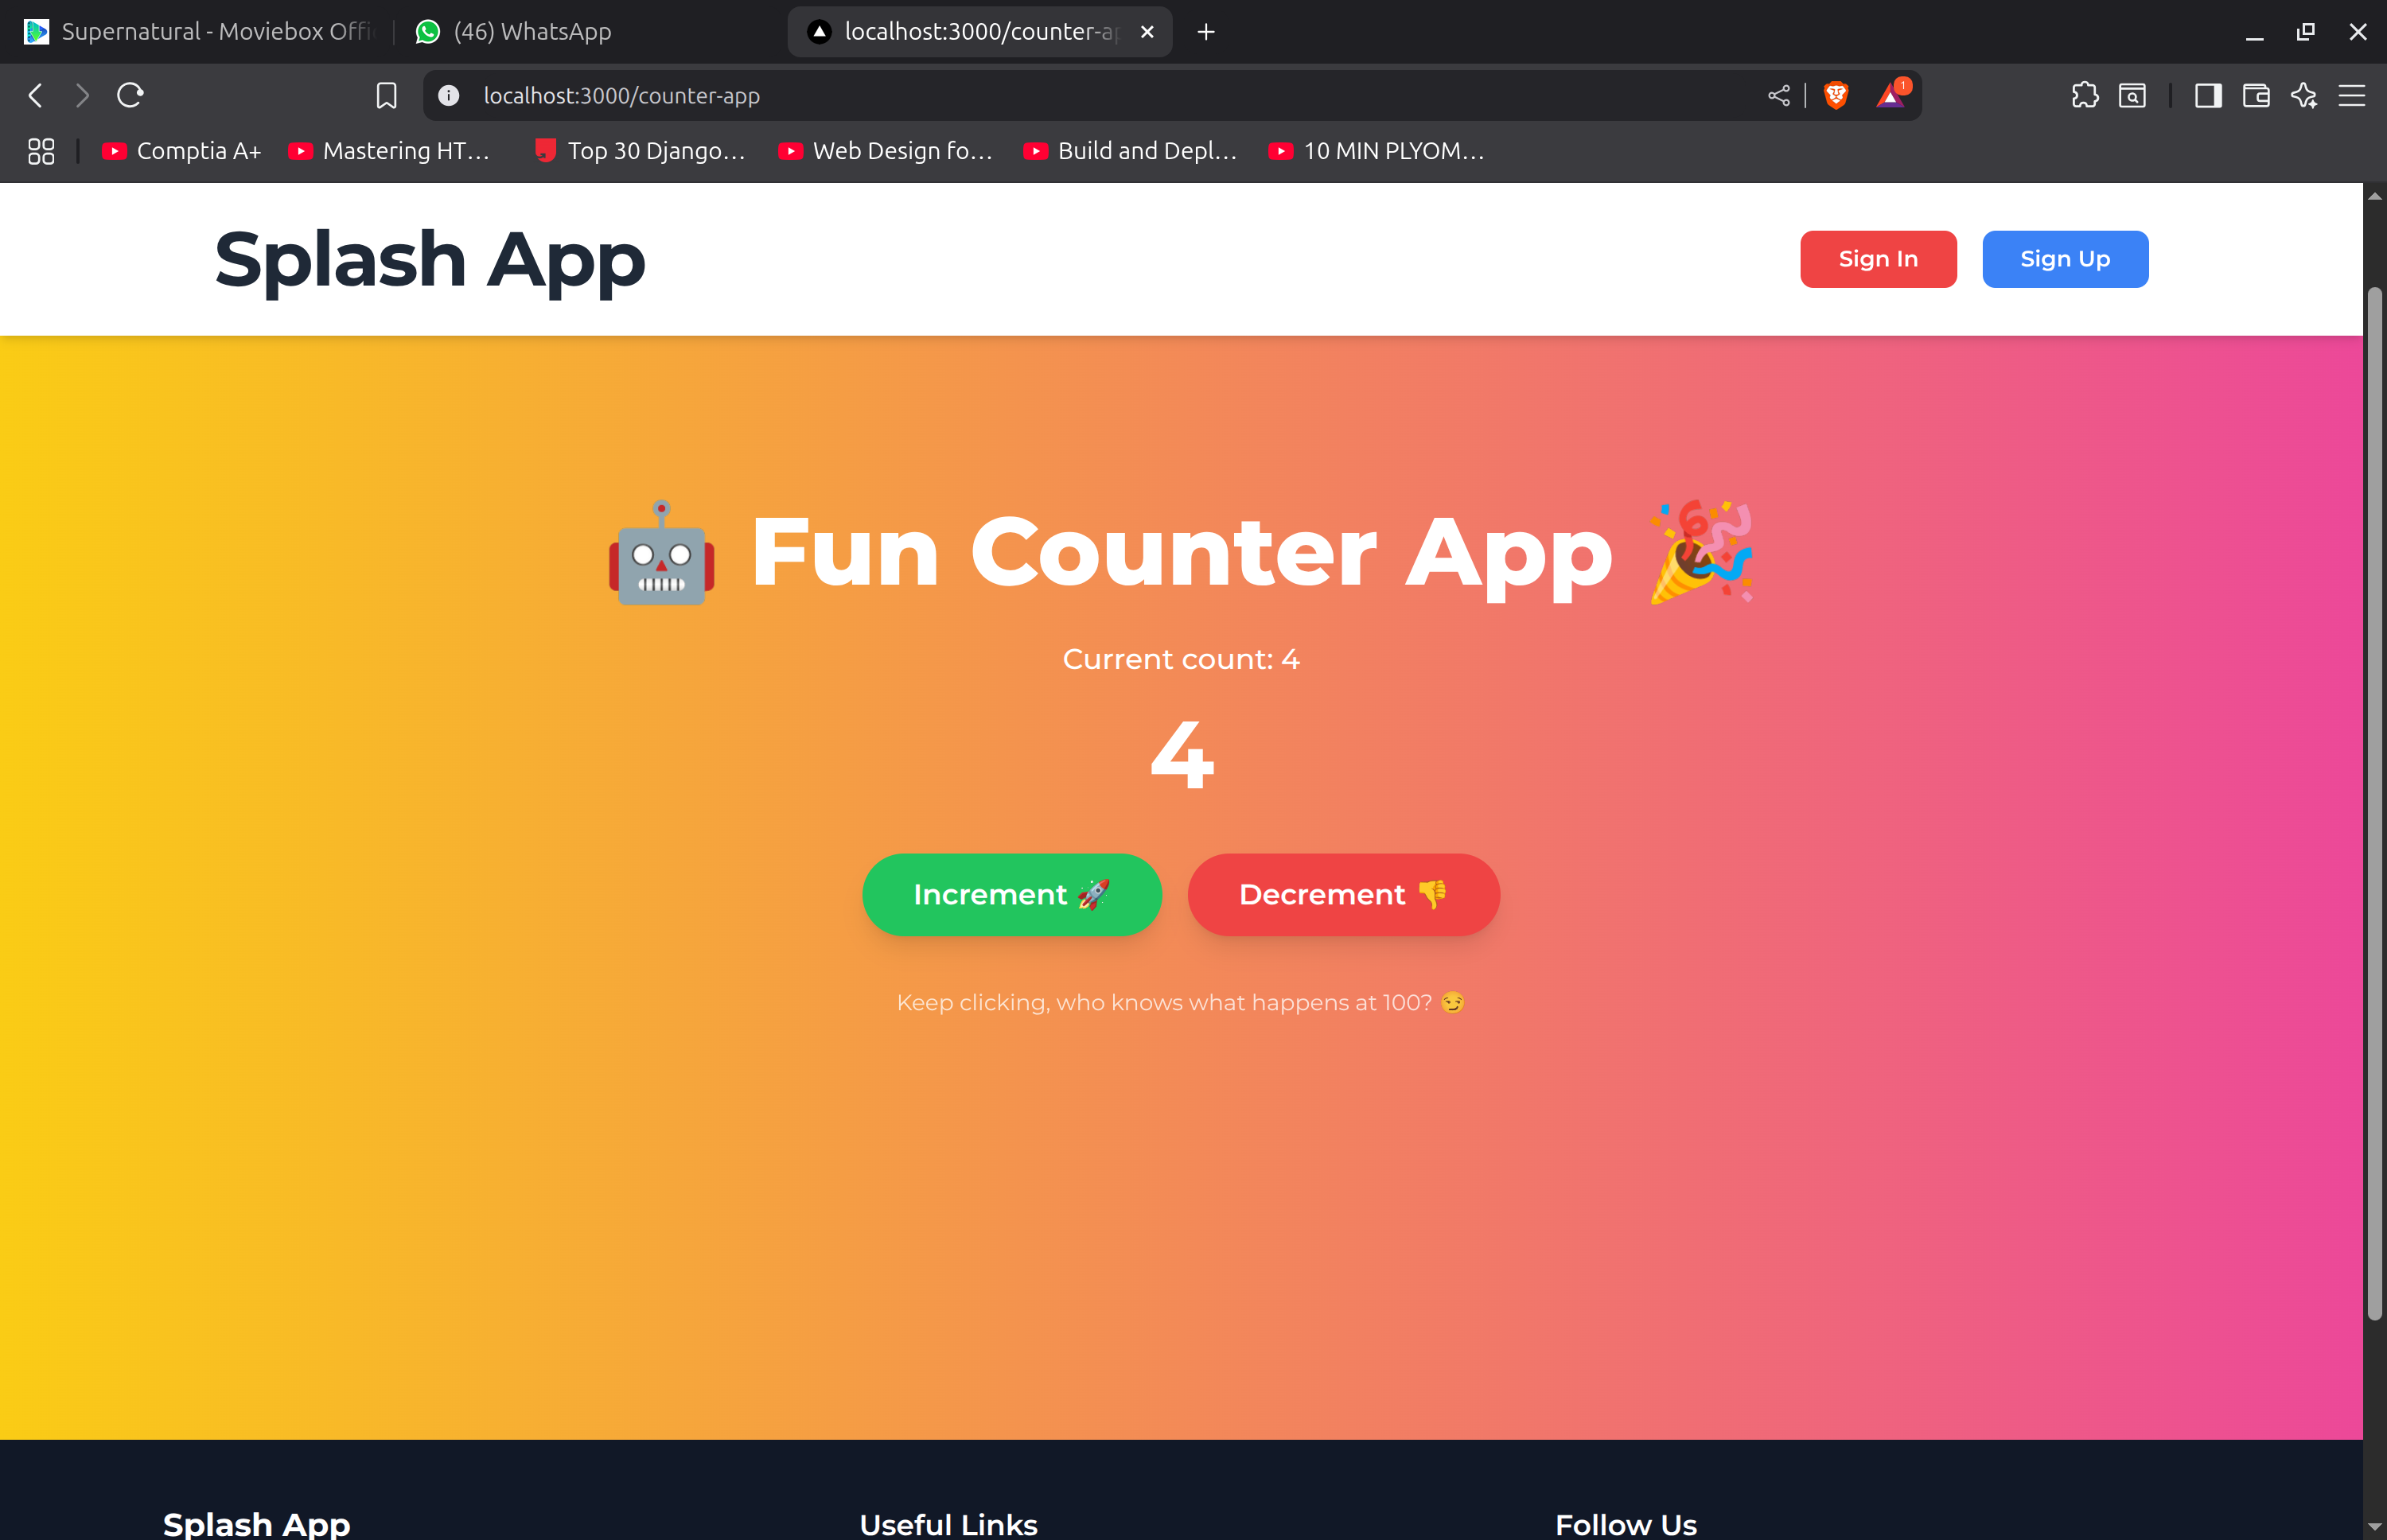 Supernatural - Moviebox Offi
(46) WhatsApp
localhost:3000/counter-ap
localhost:3000/counter-app
1
Comptia A+
Mastering HT...
Top 30 Django...
Web Design fo...
Build and Depl...
10 MIN PLYOM...
Splash App
Sign In
Sign Up
🤖 Fun Counter App 🎉
Current count: 4
4
Increment 🚀
Decrement 👎
Keep clicking, who knows what happens at 100? 😏
Splash App
Useful Links
Follow Us